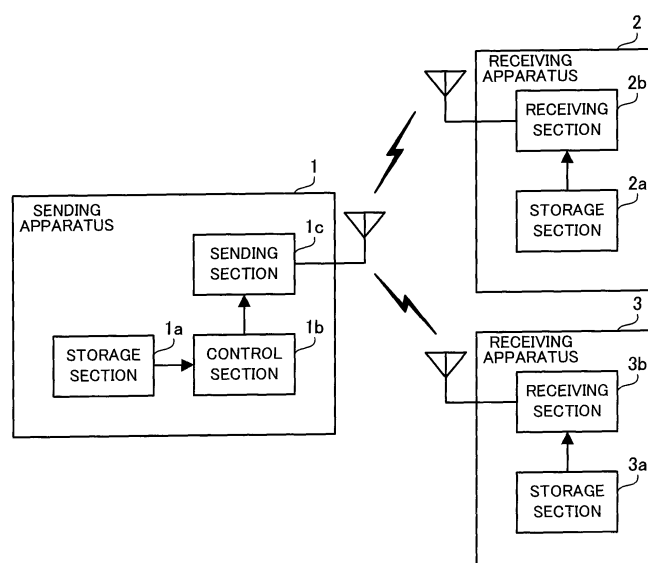 1
SENDING
APPARATUS
1c
SENDING
SECTION
1a
STORAGE
SECTION
1b
CONTROL
SECTION
2
RECEIVING
APPARATUS
2b
RECEIVING
SECTION
2a
STORAGE
SECTION
3
RECEIVING
APPARATUS
3b
RECEIVING
SECTION
3a
STORAGE
SECTION